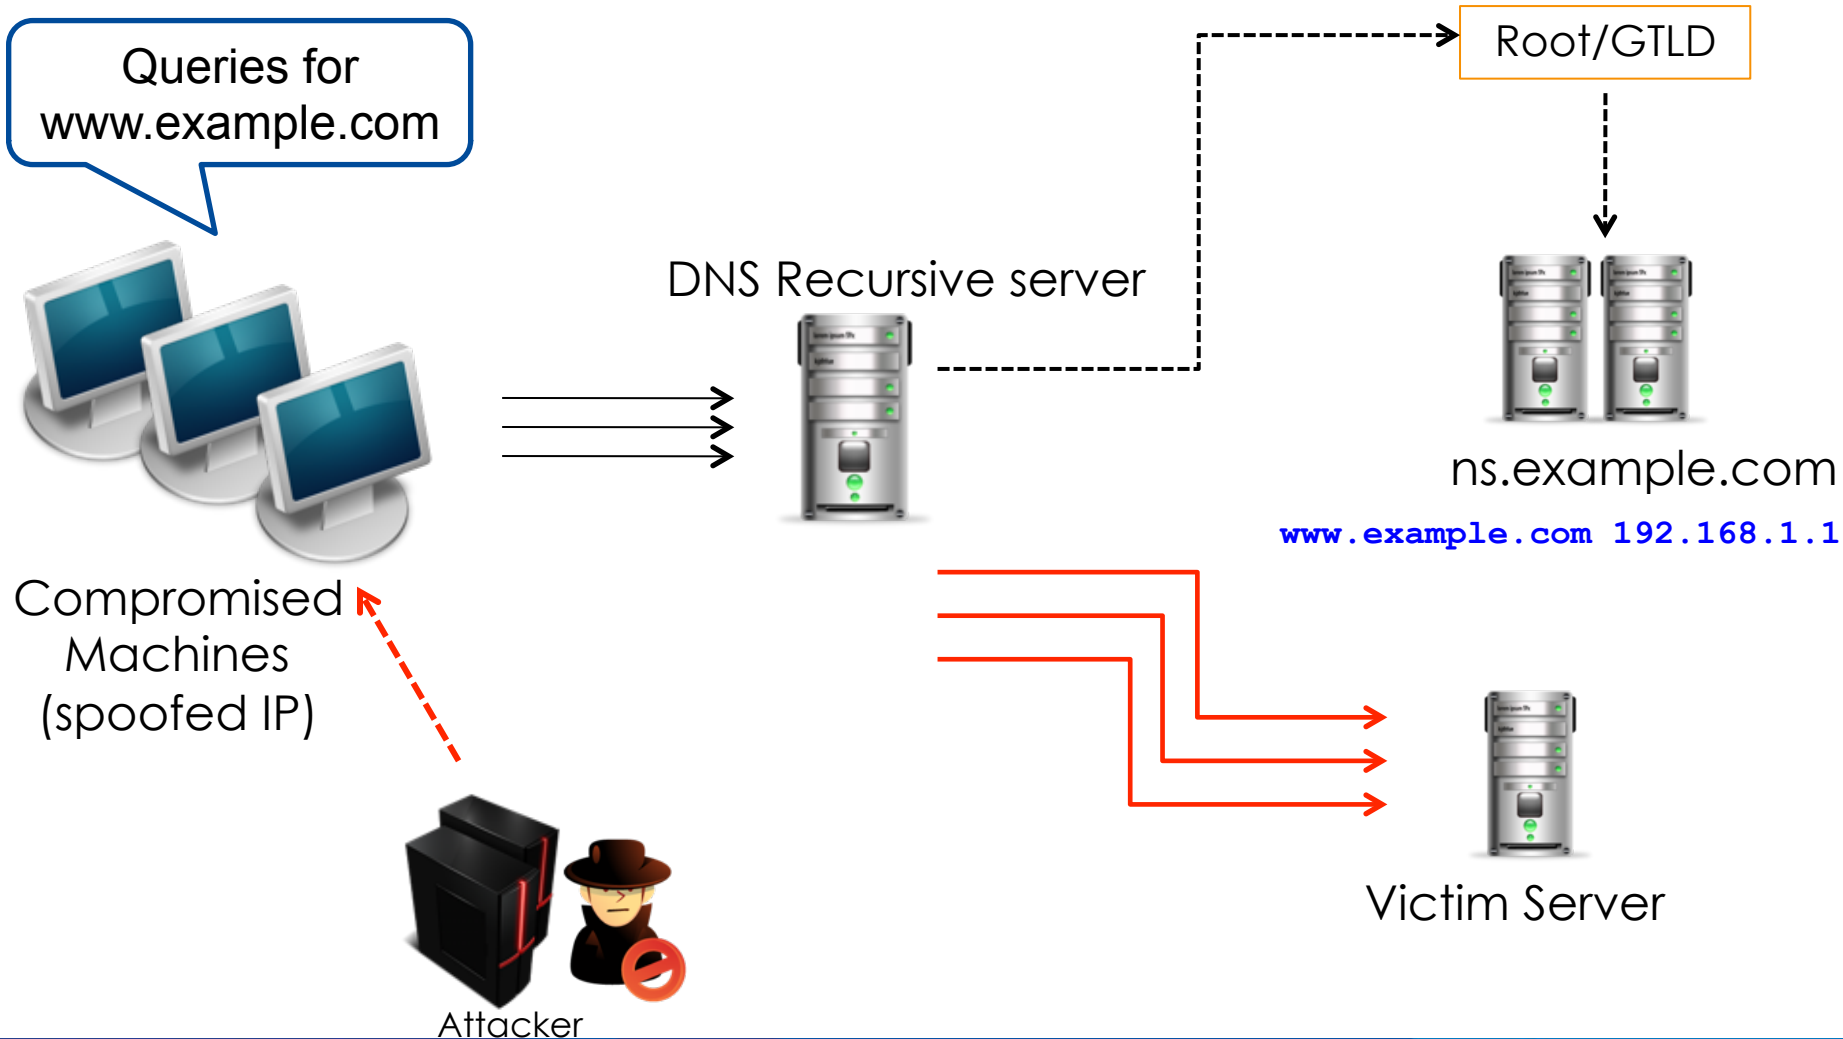 Queries for
www.example.com
Root/GTLD
DNS Recursive server
ns.example.com
www.example.com 192.168.1.1
Compromised
Machines
(spoofed IP)
Victim Server
Attacker